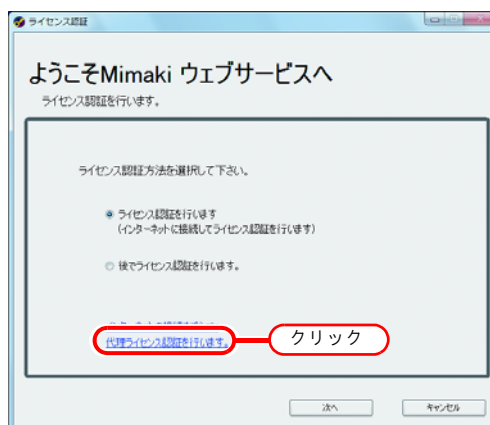 ライセンス認証
ようこそMimaki ウェブサービスへ
ライセンス認証を行います。
ライセンス認証方法を選択して下さい。
ライセンス認証を行います
(インターネットに接続してライセンス認証を行います)
後でライセンス認証を行います。
代理ライセンス認証を行います。
クリック
次へ
キャンセル